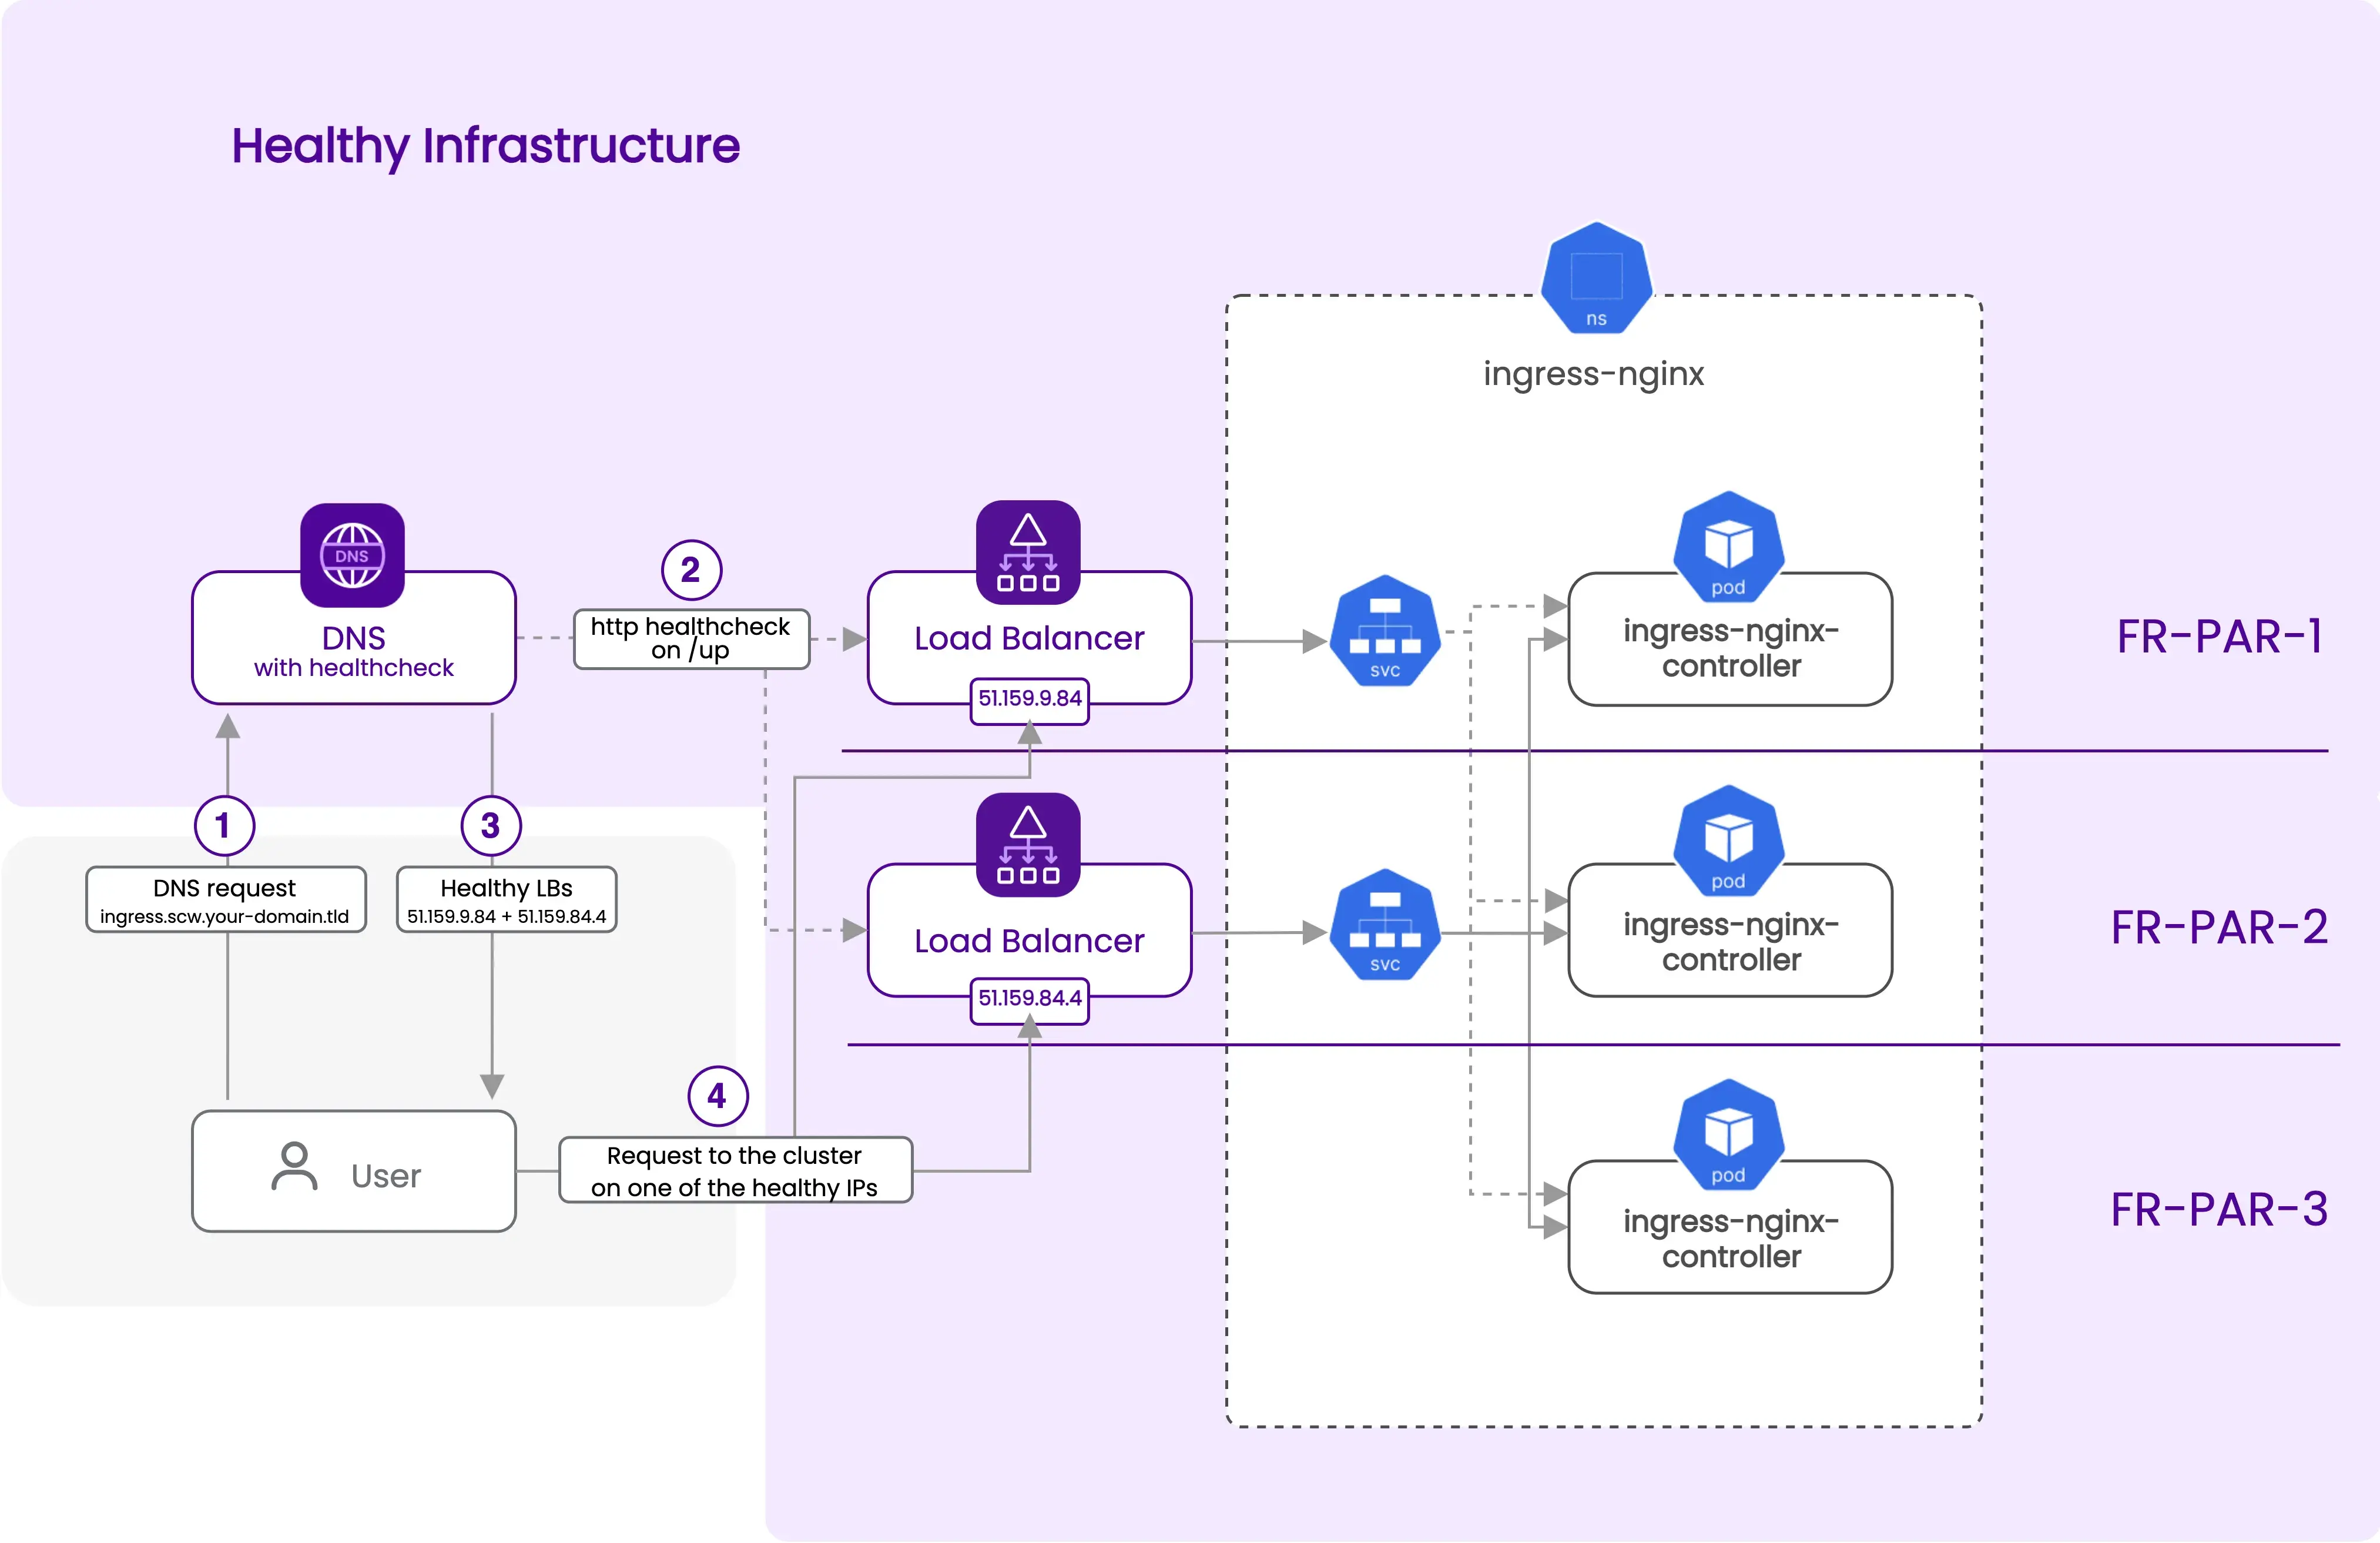 Healthy Infrastructure
ns
ingress-nginx
DNS
DNS
with healthcheck
2
http healthcheck
on /up
Load Balancer
51.159.9.84
svc
pod
ingress-nginx-
controller
FR-PAR-1
1
DNS request
ingress.scw.your-domain.tld
3
Healthy LBs
51.159.9.84 + 51.159.84.4
Load Balancer
51.159.84.4
svc
pod
ingress-nginx-
controller
FR-PAR-2
User
4
Request to the cluster
on one of the healthy IPs
pod
ingress-nginx-
controller
FR-PAR-3